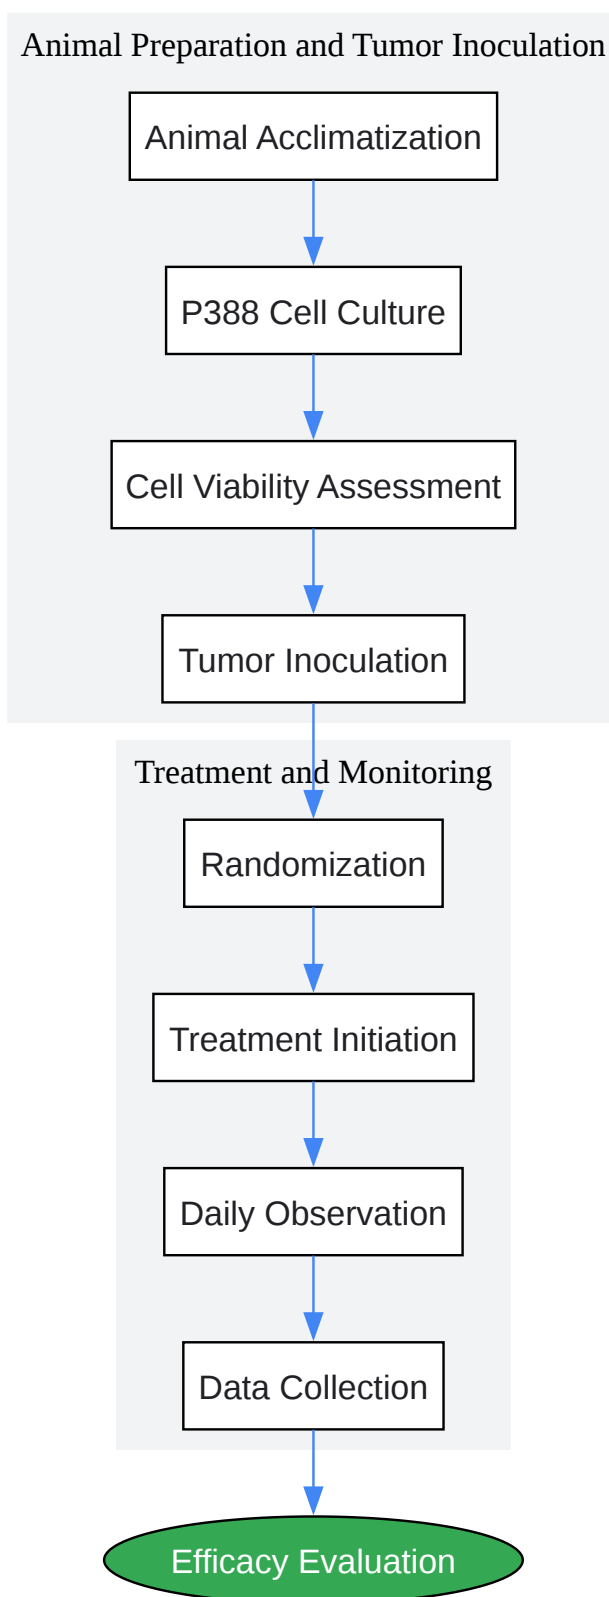 Animal Preparation and Tumor Inoculation
Animal Acclimatization
P388 Cell Culture
Cell Viability Assessment
Tumor Inoculation
Treatment and Monitoring
Randomization
Treatment Initiation
Daily Observation
Data Collection
Efficacy Evaluation